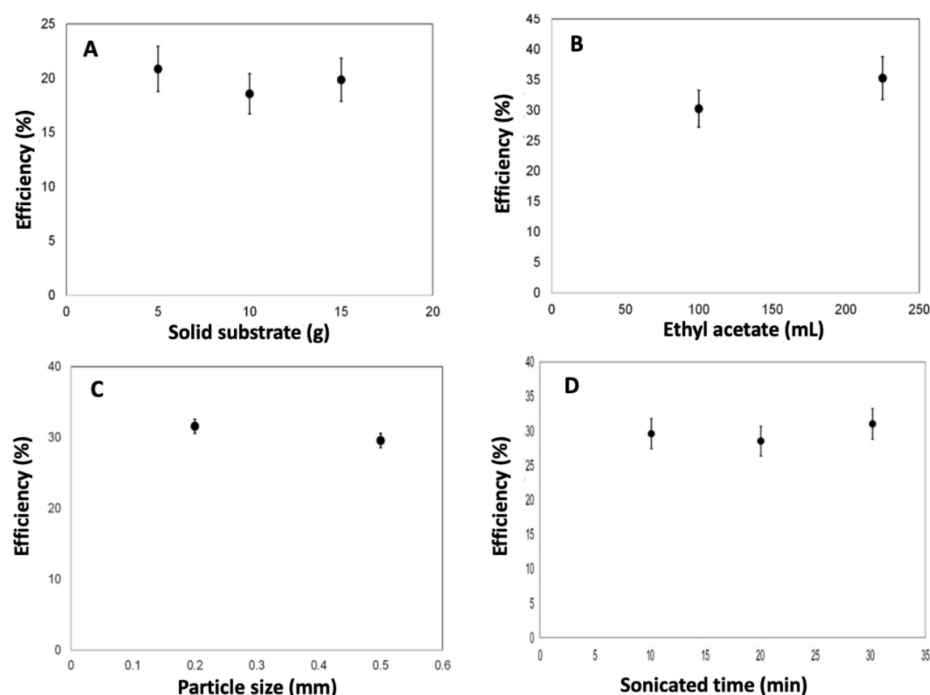 A
Efficiency (%)
25
20
15
10
5
0
0 5 10 15 20
Solid substrate (g)
B
Efficiency (%)
45
40
35
30
25
20
15
10
5
0
0 50 100 150 200 250
Ethyl acetate (mL)
C
Efficiency (%)
40
30
20
10
0
0 0.1 0.2 0.3 0.4 0.5 0.6
Particle size (mm)
D
Efficiency (%)
40
35
30
25
20
15
10
5
0
0 5 10 15 20 25 30 35
Sonicated time (min)